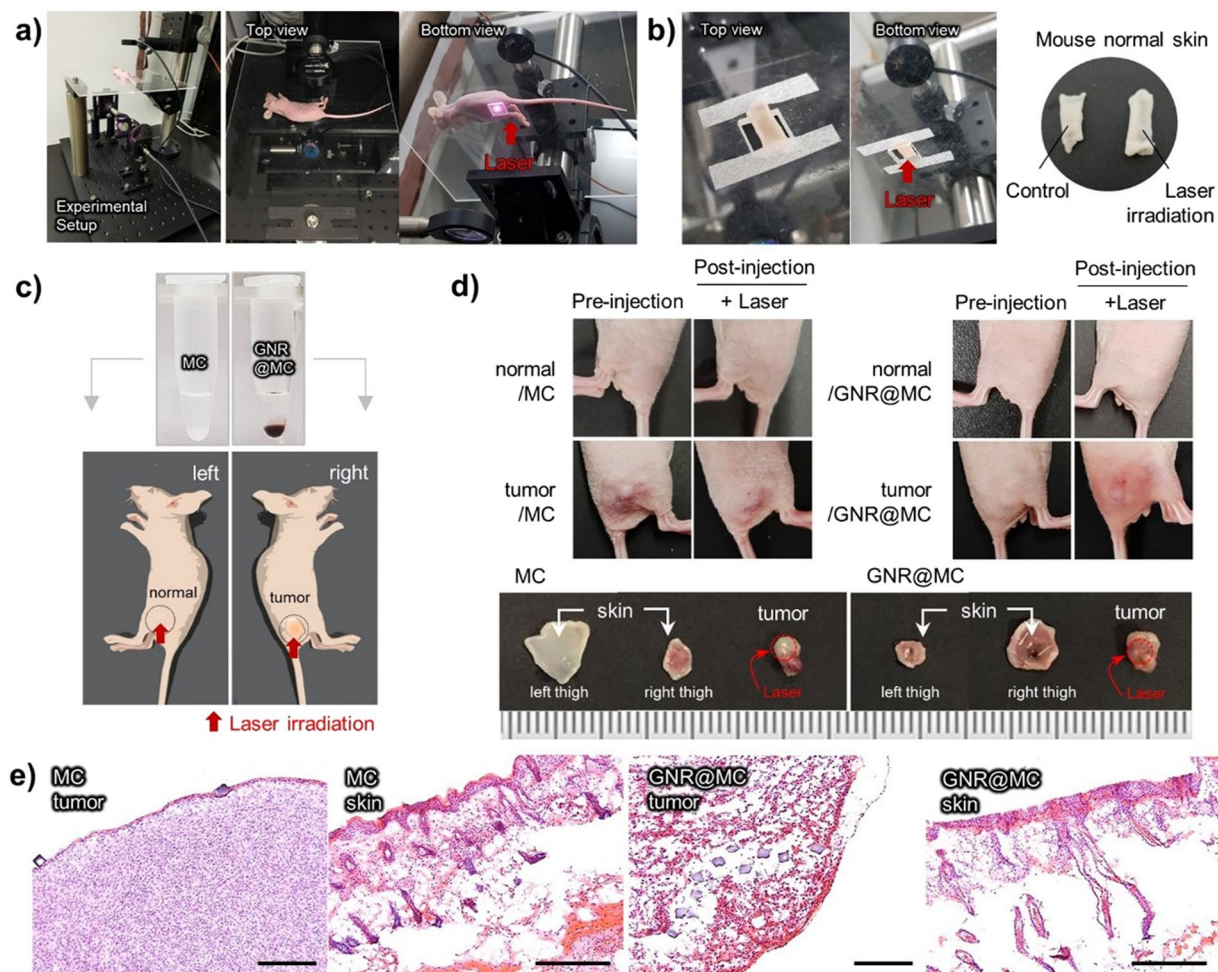 a)
Experimental
Setup
Top view
Bottom view
Laser
b)
Top view
Bottom view
Laser
Mouse normal skin
Control
Laser
irradiation
c)
MC
GNR
@MC
left
right
normal
tumor
Laser irradiation
d)
Pre-injection
Post-injection
+ Laser
normal
/MC
tumor
/MC
Pre-injection
Post-injection
+Laser
normal
/GNR@MC
tumor
/GNR@MC
MC
GNR@MC
skin
tumor
skin
tumor
left thigh
right thigh
Laser
left thigh
right thigh
Laser
e)
MC
tumor
MC
skin
GNR@MC
tumor
GNR@MC
skin